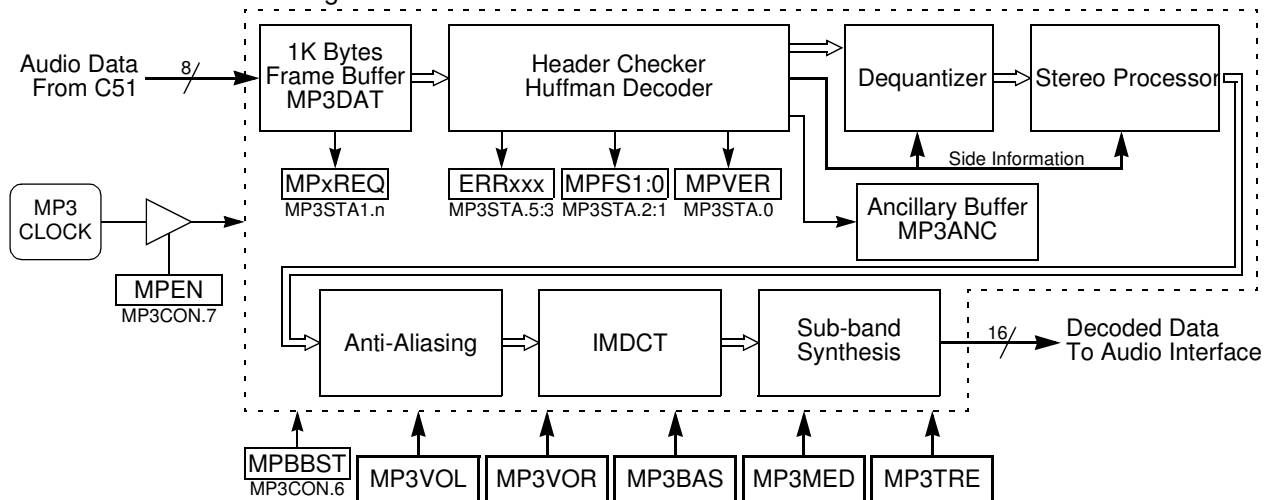 Audio Data
From C51
8
1K Bytes
Frame Buffer
MP3DAT
Header Checker
Huffman Decoder
Dequantizer
Stereo Processor
Side Information
MPxREQ
MP3STA1.n
ERRxxx
MP3STA.5:3
MPFS1:0
MP3STA.2:1
MPVER
MP3STA.0
Ancillary Buffer
MP3ANC
MP3
CLOCK
MPEN
MP3CON.7
Anti-Aliasing
IMDCT
Sub-band
Synthesis
16
Decoded Data
To Audio Interface
MPBBST
MP3CON.6
MP3VOL
MP3VOR
MP3BAS
MP3MED
MP3TRE